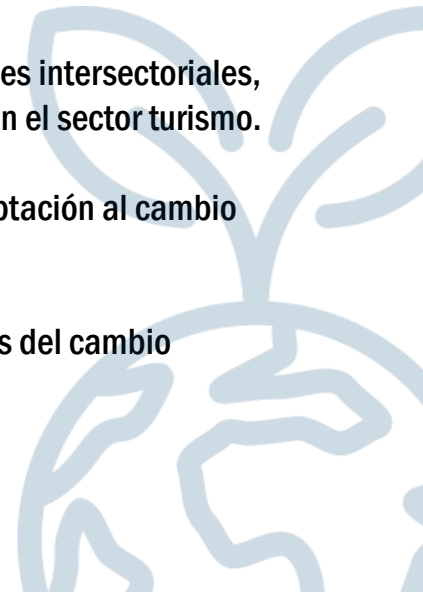 es intersectoriales,
n el sector turismo.
ptación al cambio
s del cambio